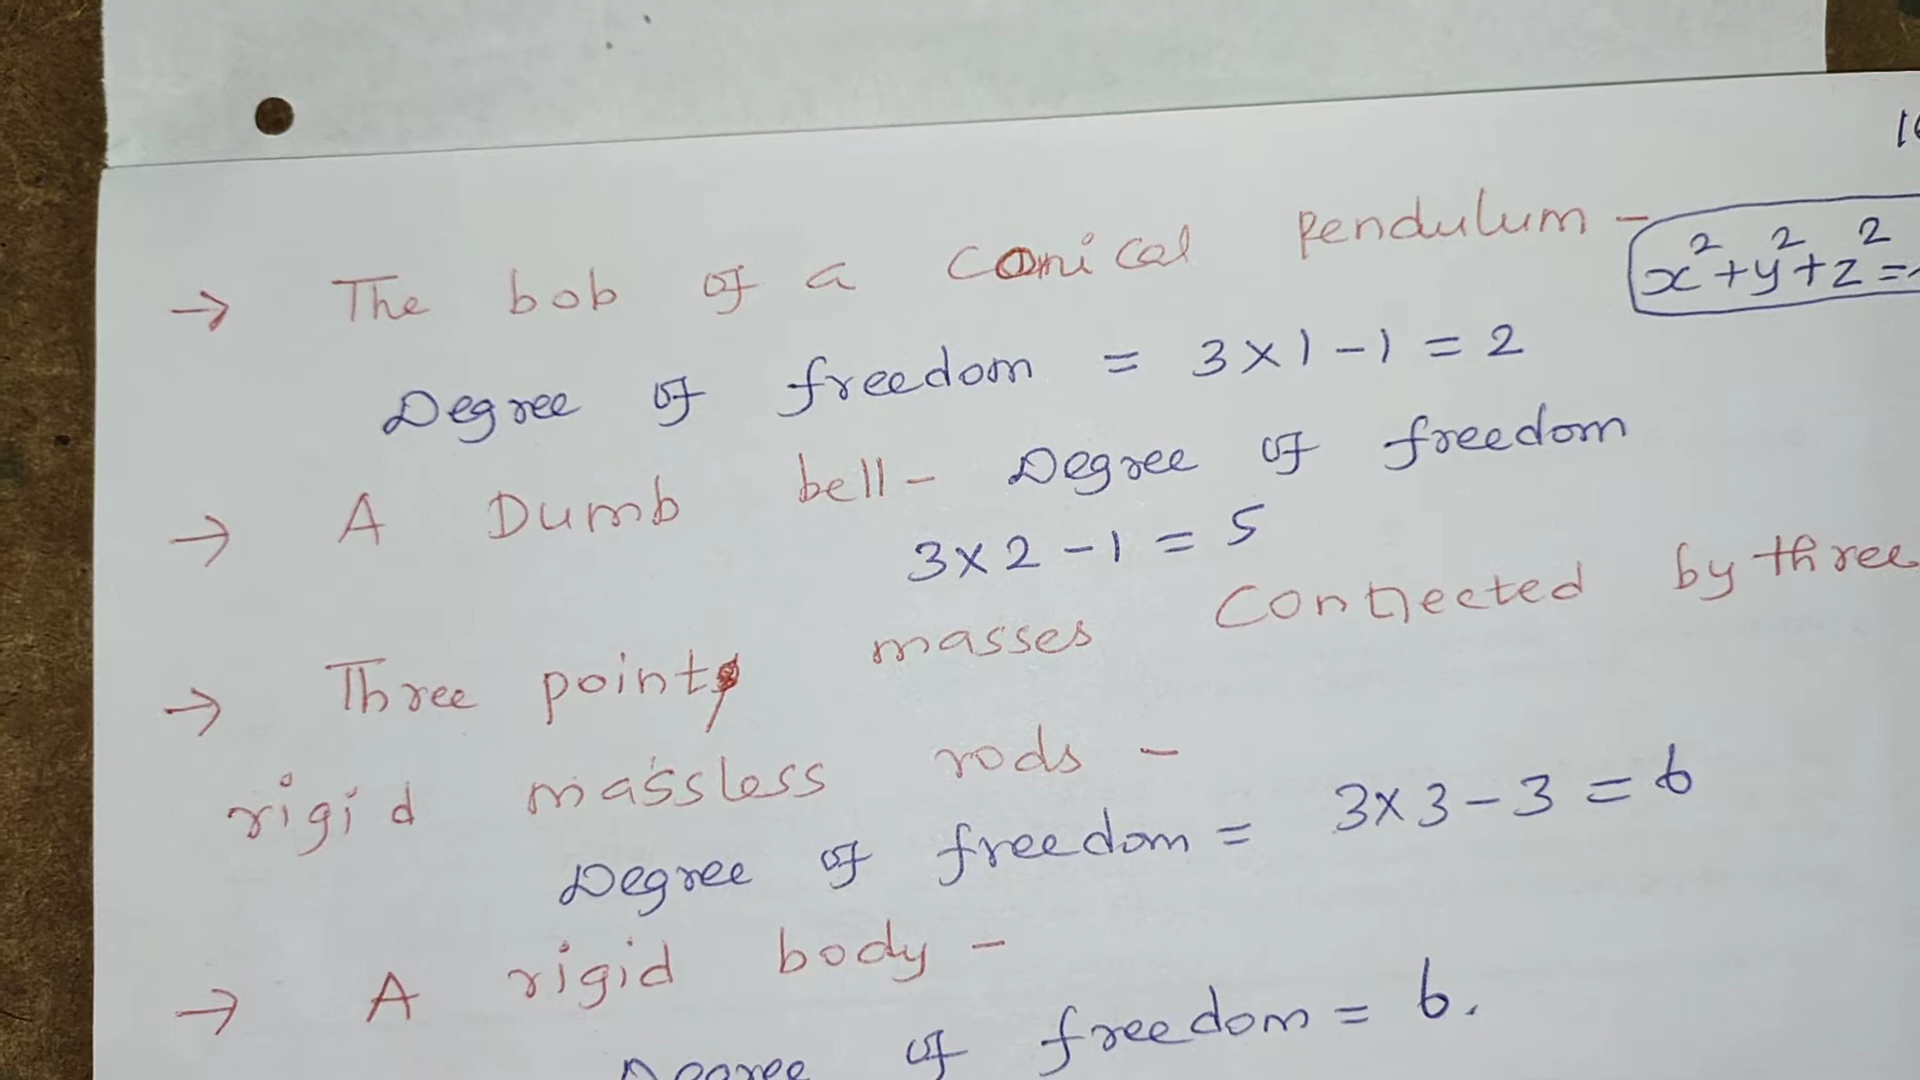 → The bob of a conical pendulum - x²+y²+z²=
Degree of freedom = 3×1-1=2
→ A Dumb bell - Degree of freedom
3×2-1=5
→ Three point masses connected by three
rigid massless rods -
Degree of freedom = 3×3-3=6
→ A rigid body -
Degree of freedom = 6.